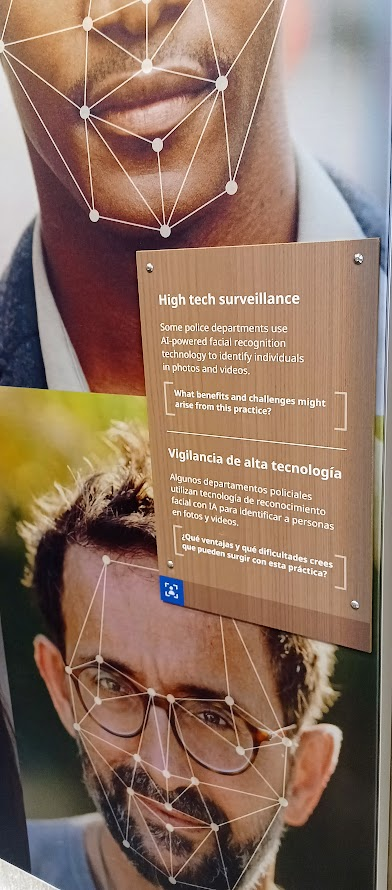 High tech surveillance
Some police departments use
AI-powered facial recognition
technology to identify individuals
in photos and videos.
What benefits and challenges might
arise from this practice?
Vigilancia de alta tecnología
Algunos departamentos policiales
utilizan tecnología de reconocimiento
facial con IA para identificar a personas
en fotos y videos.
¿Qué ventajas y qué dificultades crees
que pueden surgir con esta práctica?